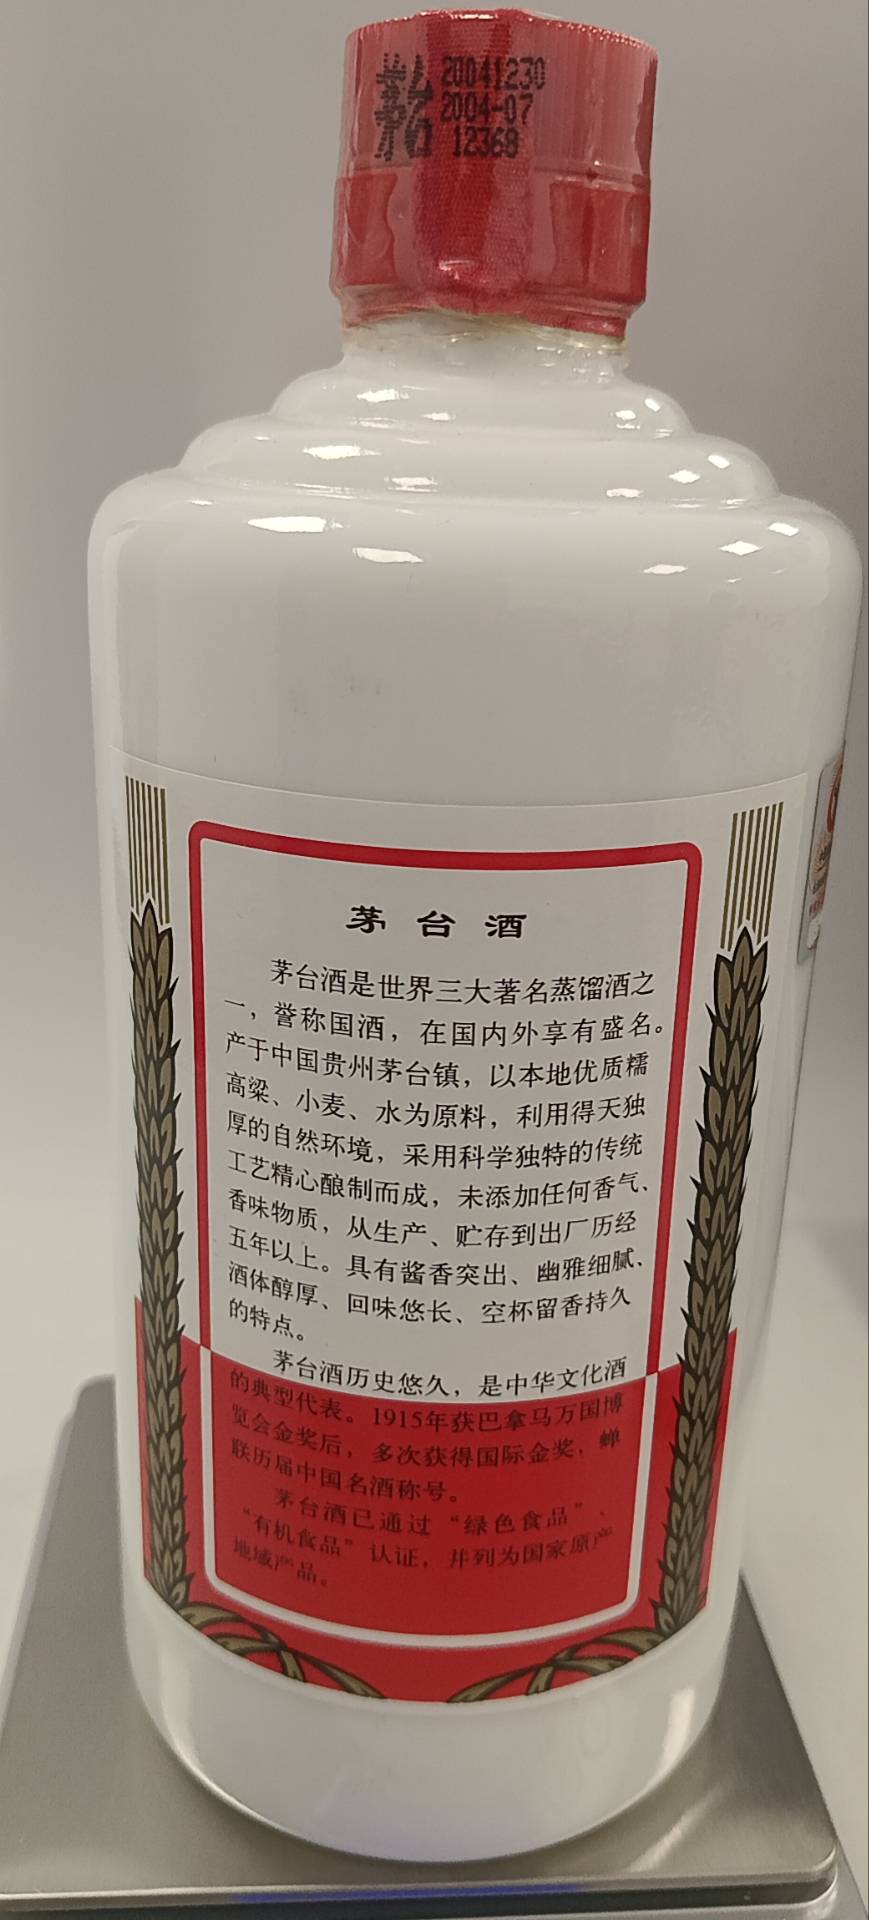 茅台
20041230
2004-07
12368
茅台酒
茅台酒是世界三大著名蒸馏酒之
一，誉称国酒，在国内外享有盛名。
产于中国贵州茅台镇，以本地优质糯
高粱、小麦、水为原料，利用得天独
厚的自然环境，采用科学独特的传统
工艺精心酿制而成，未添加任何香气、
香味物质，从生产、贮存到出厂历经
五年以上。具有酱香突出、幽雅细腻、
酒体醇厚、回味悠长、空杯留香持久
的特点。
茅台酒历史悠久，是中华文化酒
的典型代表。1915年获巴拿马万国博
览会金奖后，多次获得国际金奖，蝉
联历届中国名酒称号。
茅台酒已通过“绿色食品”、
“有机食品”认证，并列为国家原产
地域产品。